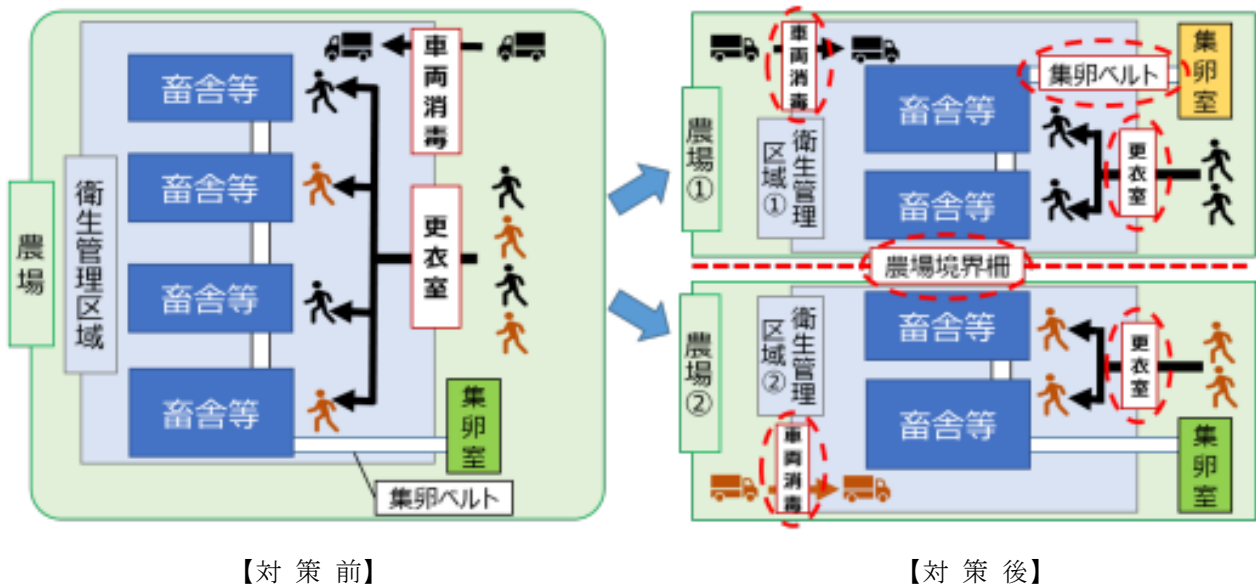 農場
衛生管理区域
畜舎等
畜舎等
畜舎等
畜舎等
車両消毒
更衣室
集卵室
集卵ベルト
【対 策 前】
農場①
衛生管理
区域①
車両消毒
畜舎等
畜舎等
集卵ベルト
集卵室
更衣室
農場境界柵
農場②
衛生管理
区域②
車両消毒
畜舎等
畜舎等
更衣室
集卵室
【対 策 後】